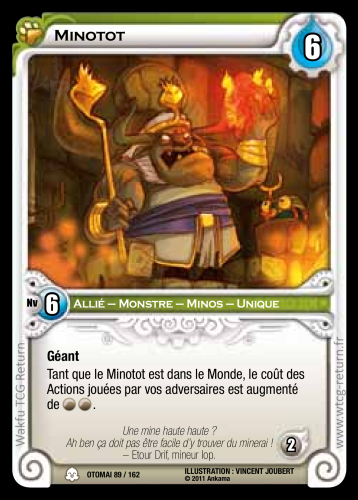 MINOTOT
6
Nv 6 ALLIÉ – MONSTRE – MINOS – UNIQUE
Géant
Tant que le Minotot est dans le Monde, le coût des
Actions jouées par vos adversaires est augmenté
de .
Une mine haute haute ?
Ah ben ça doit pas être facile d'y trouver du minerai !
– Etour Drif, mineur Iop.
2
OTOMAI 89 / 162
ILLUSTRATION : VINCENT JOUBERT
© 2011 Ankama
Wakfu TCG Return
www.wtcg-return.fr